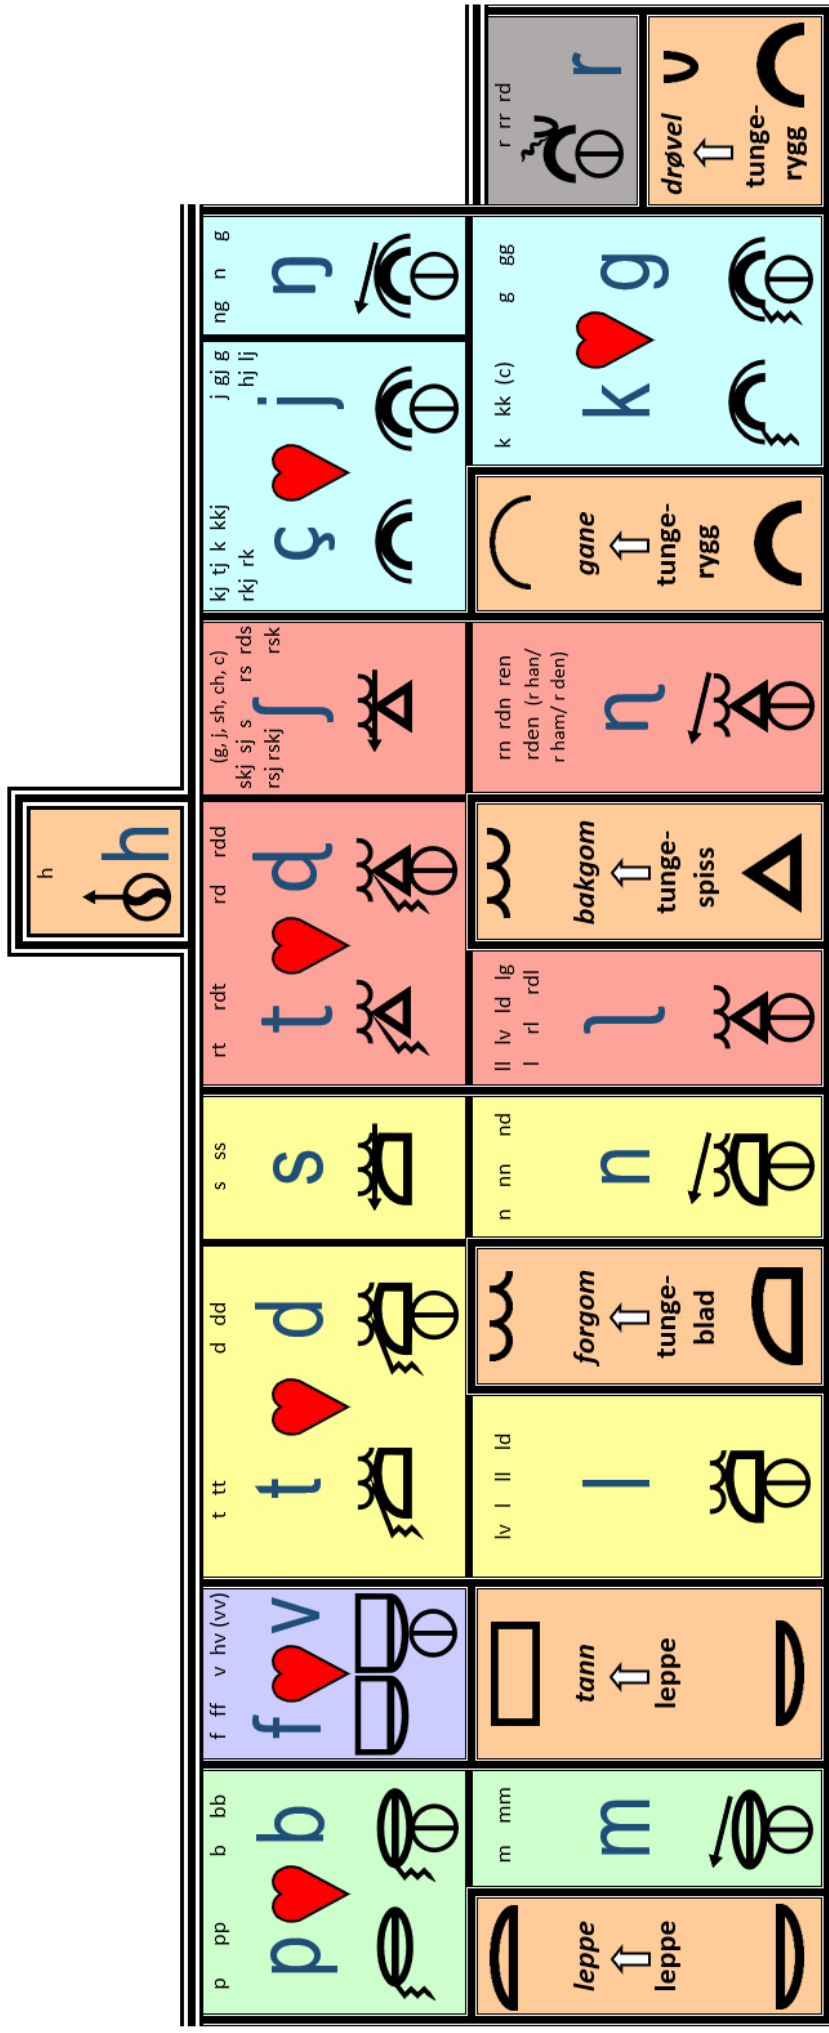 h
h
p pp b bb
p b
f ff v hv (vv)
f v
t tt d dd
t d
s ss
s
rt rdt rd rdd
ʈ ɖ
(g, j, sh, ch, c)
skj sj s rs rds
rsj rskj rsk
ʃ
kj tj k kkj
rkj rk
j gj g
hj lj
ç j
ng n g
ŋ
leppe
leppe
m mm
m
tann
leppe
lv l ll ld
l
forgom
tunge-
blad
n nn nd
n
ll lv ld lg
l rl rdl
ɭ
bakgom
tunge-
spiss
rn rdn ren
rden (r han/
r ham/ r den)
ɳ
gane
tunge-
rygg
k kk (c) g gg
k g
r rr rd
r
drøvel
tunge-
rygg